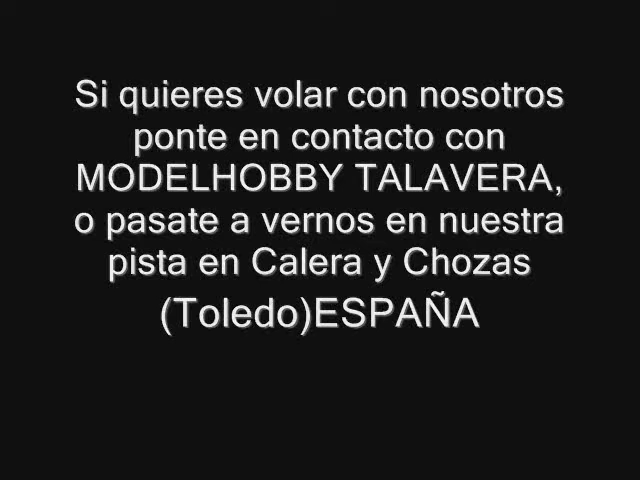 Si quieres volar con nosotros
ponte en contacto con
MODELHOBBY TALAVERA,
o pasate a vernos en nuestra
pista en Calera y Chozas
(Toledo)ESPAÑA